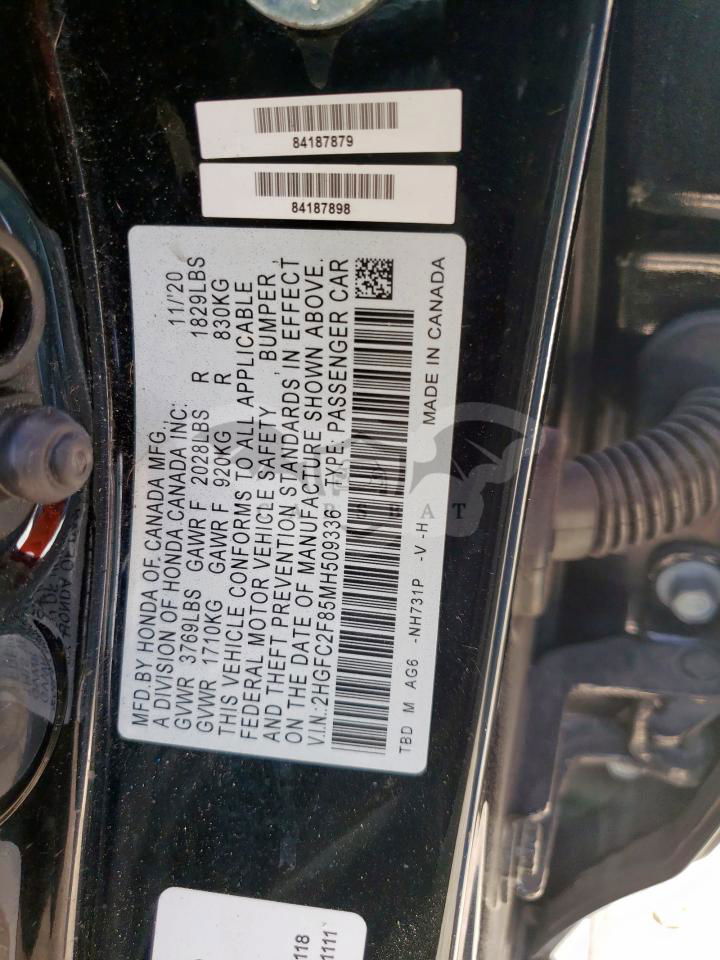 84187879
84187898
MFD.BY HONDA OF CANADA MFG., 11/'20
A DIVISION OF HONDA CANADA INC.
GVWR 3769LBS GAWR F 2028LBS R 1829LBS
GVWR 1710KG GAWR F 920KG R 830KG
THIS VEHICLE CONFORMS TO ALL APPLICABLE
FEDERAL MOTOR VEHICLE SAFETY , BUMPER ,
AND THEFT PREVENTION STANDARDS IN EFFECT
ON THE DATE OF MANUFACTURE SHOWN ABOVE.
V.I.N.:2HGFC2F85MH509336 TYPE: PASSENGER CAR
TBD M AG6 -NH731P -V -H MADE IN CANADA
CARSBAT
118
1111